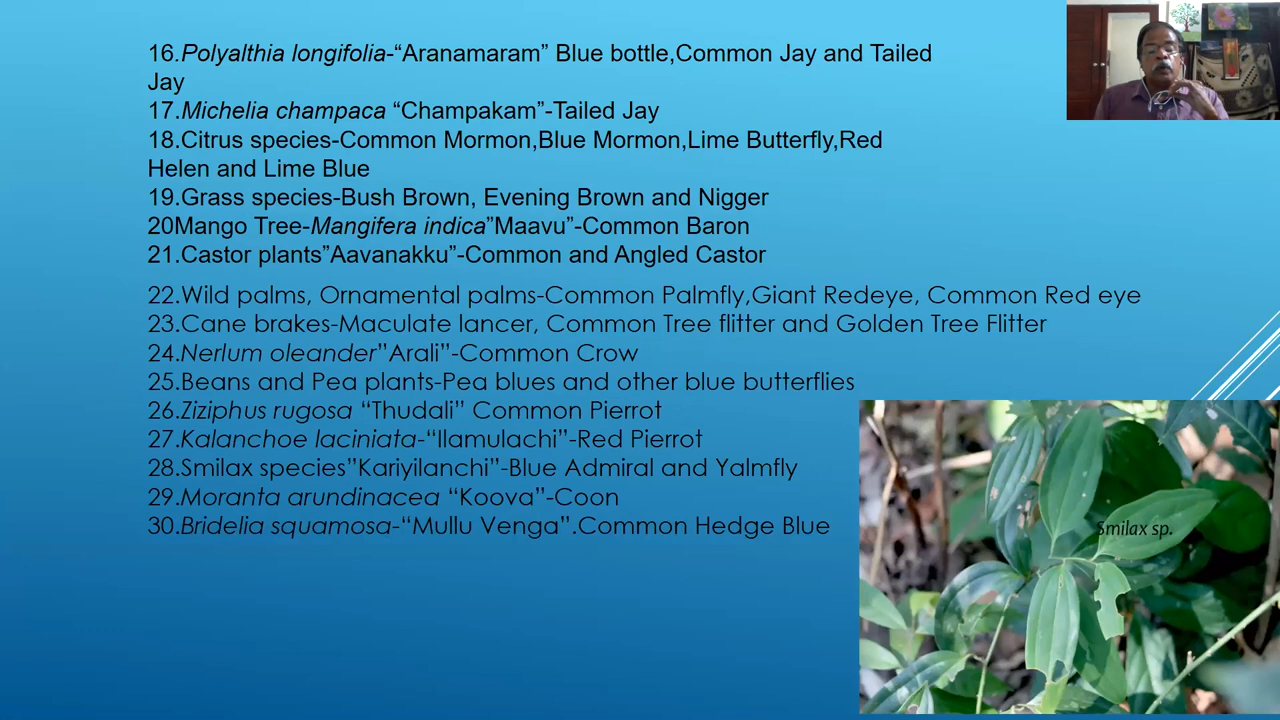 16.Polyalthia longifolia-“Aranamaram” Blue bottle,Common Jay and Tailed
Jay
17.Michelia champaca “Champakam”-Tailed Jay
18.Citrus species-Common Mormon,Blue Mormon,Lime Butterfly,Red
Helen and Lime Blue
19.Grass species-Bush Brown, Evening Brown and Nigger
20Mango Tree-Mangifera indica”Maavu”-Common Baron
21.Castor plants”Aavanakku”-Common and Angled Castor
22.Wild palms, Ornamental palms-Common Palmfly,Giant Redeye, Common Red eye
23.Cane brakes-Maculate lancer, Common Tree flitter and Golden Tree Flitter
24.Nerlum oleander”Arali”-Common Crow
25.Beans and Pea plants-Pea blues and other blue butterflies
26.Ziziphus rugosa “Thudali” Common Pierrot
27.Kalanchoe laciniata-“Ilamulachi”-Red Pierrot
28.Smilax species”Kariyilanchi”-Blue Admiral and Yalmfly
29.Moranta arundinacea “Koova”-Coon
30.Bridelia squamosa-“Mullu Venga”.Common Hedge Blue
Smilax sp.